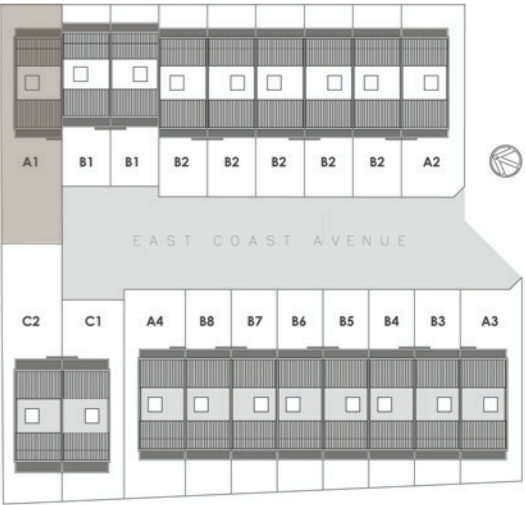 A1 B1 B1 B2 B2 B2 B2 B2 A2
EAST COAST AVENUE
C2 C1 A4 B8 B7 B6 B5 B4 B3 A3